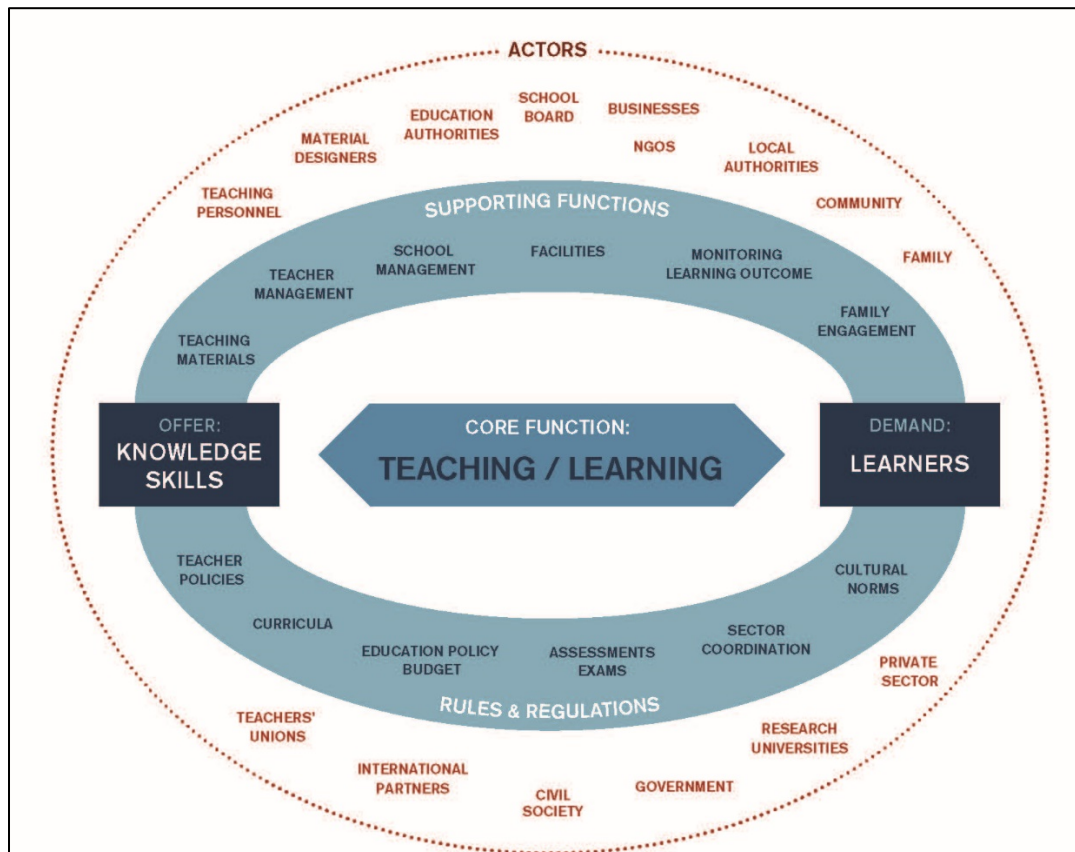 ACTORS
SCHOOL
BOARD
BUSINESSES
EDUCATION
AUTHORITIES
MATERIAL
DESIGNERS
NGOS
LOCAL
AUTHORITIES
TEACHING
PERSONNEL
COMMUNITY
FAMILY
SUPPORTING FUNCTIONS
SCHOOL
MANAGEMENT
FACILITIES
MONITORING
LEARNING OUTCOME
TEACHER
MANAGEMENT
FAMILY
ENGAGEMENT
TEACHING
MATERIALS
OFFER:
KNOWLEDGE
SKILLS
CORE FUNCTION:
TEACHING / LEARNING
DEMAND:
LEARNERS
TEACHER
POLICIES
CULTURAL
NORMS
CURRICULA
EDUCATION POLICY
BUDGET
ASSESSMENTS
EXAMS
SECTOR
COORDINATION
RULES & REGULATIONS
PRIVATE
SECTOR
TEACHERS'
UNIONS
RESEARCH
UNIVERSITIES
INTERNATIONAL
PARTNERS
CIVIL
SOCIETY
GOVERNMENT